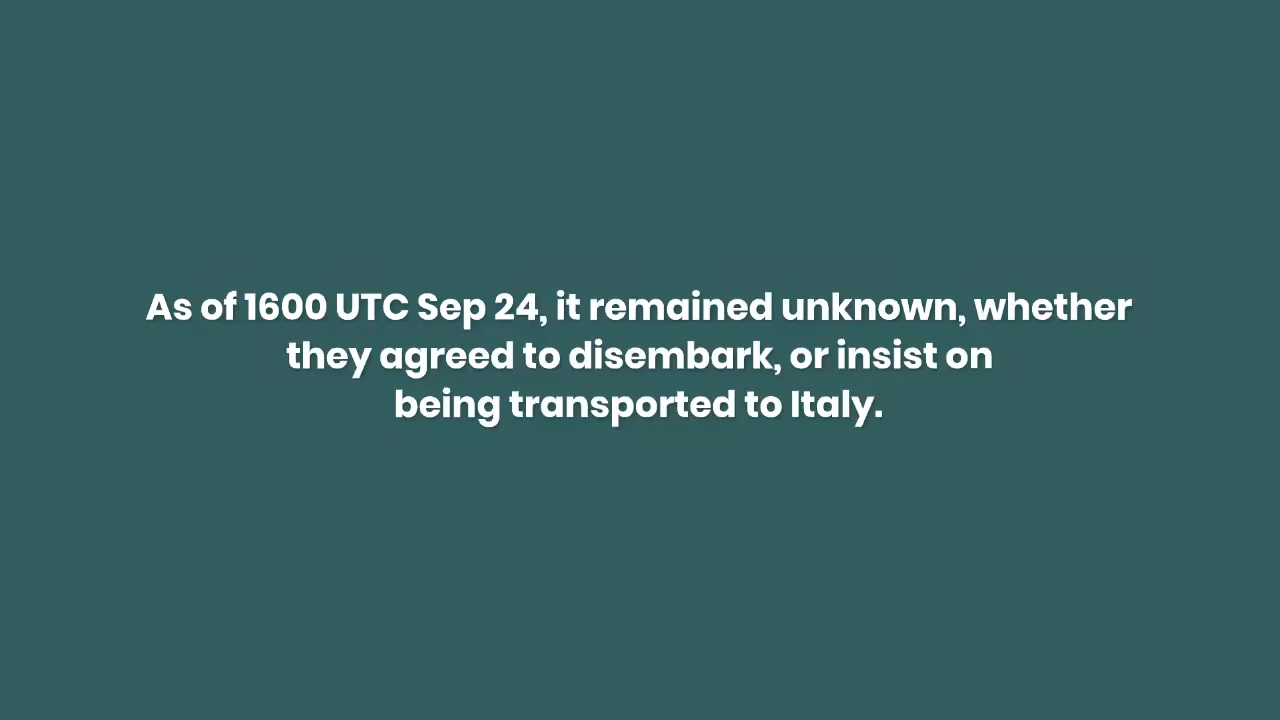 As of 1600 UTC Sep 24, it remained unknown, whether
they agreed to disembark, or insist on
being transported to Italy.